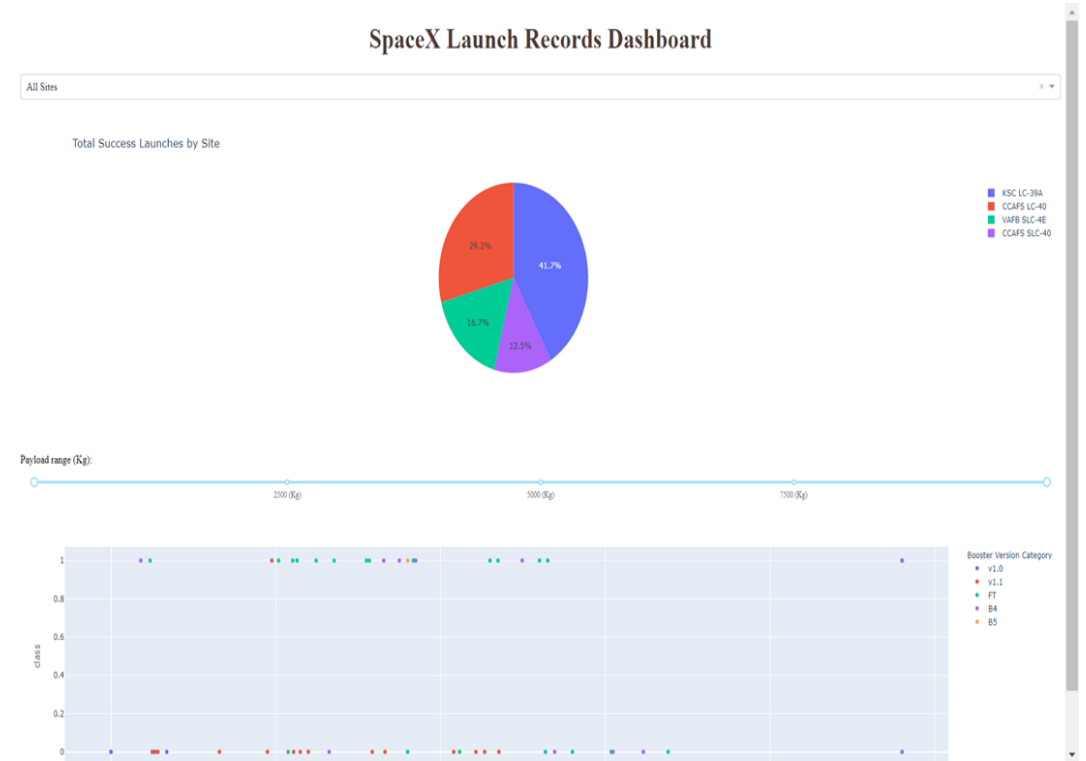 SpaceX Launch Records Dashboard
All Sites
Total Success Launches by Site
KSC LC-39A
CCAFS LC-40
VAFB SLC-4E
CCAFS SLC-40
29.2%
41.7%
16.7%
12.5%
Payload range (Kg):
2500 (Kg) 5000 (Kg) 7500 (Kg)
Booster Version Category
v1.0
v1.1
FT
B4
B5
class
1
0.8
0.6
0.4
0.2
0